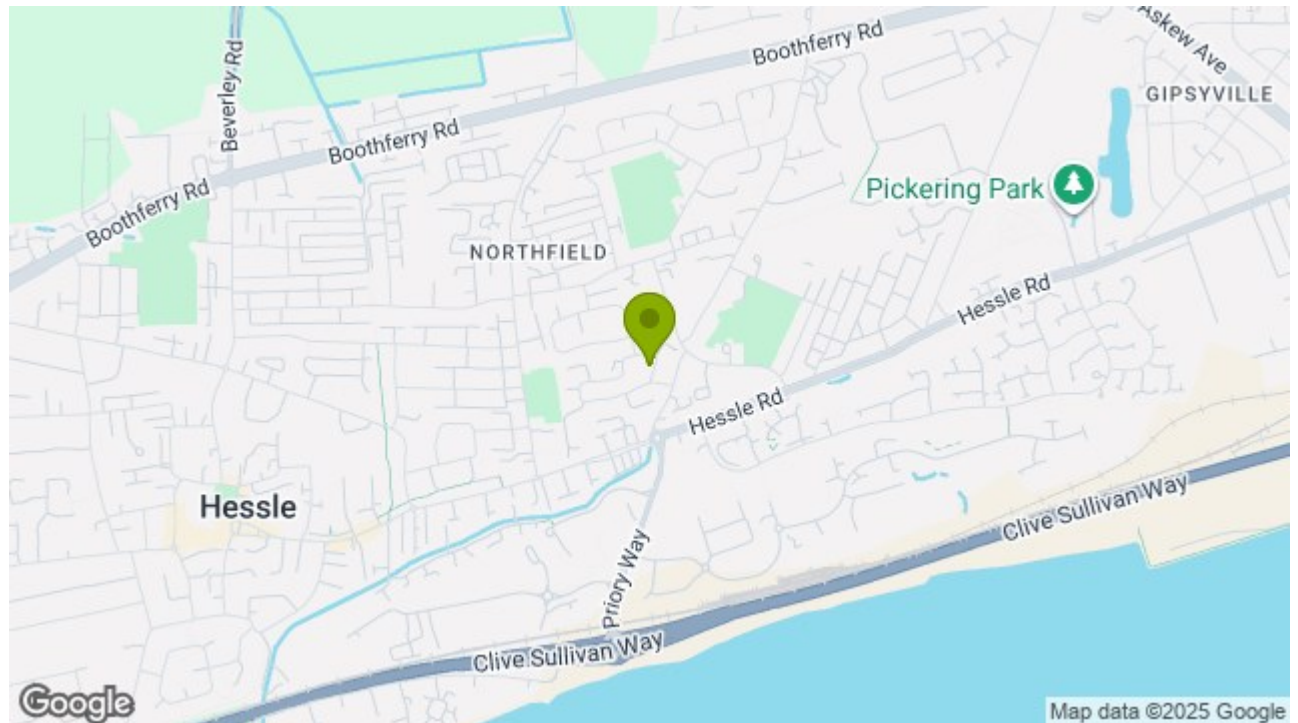 Boothferry Rd
Askew Ave
GIPSYVILLE
Beverley Rd
Boothferry Rd
Boothferry Rd
Pickering Park
NORTHFIELD
Hessle Rd
Hessle Rd
Hessle
Clive Sullivan Way
Priory Way
Clive Sullivan Way
Google
Map data ©2025 Google